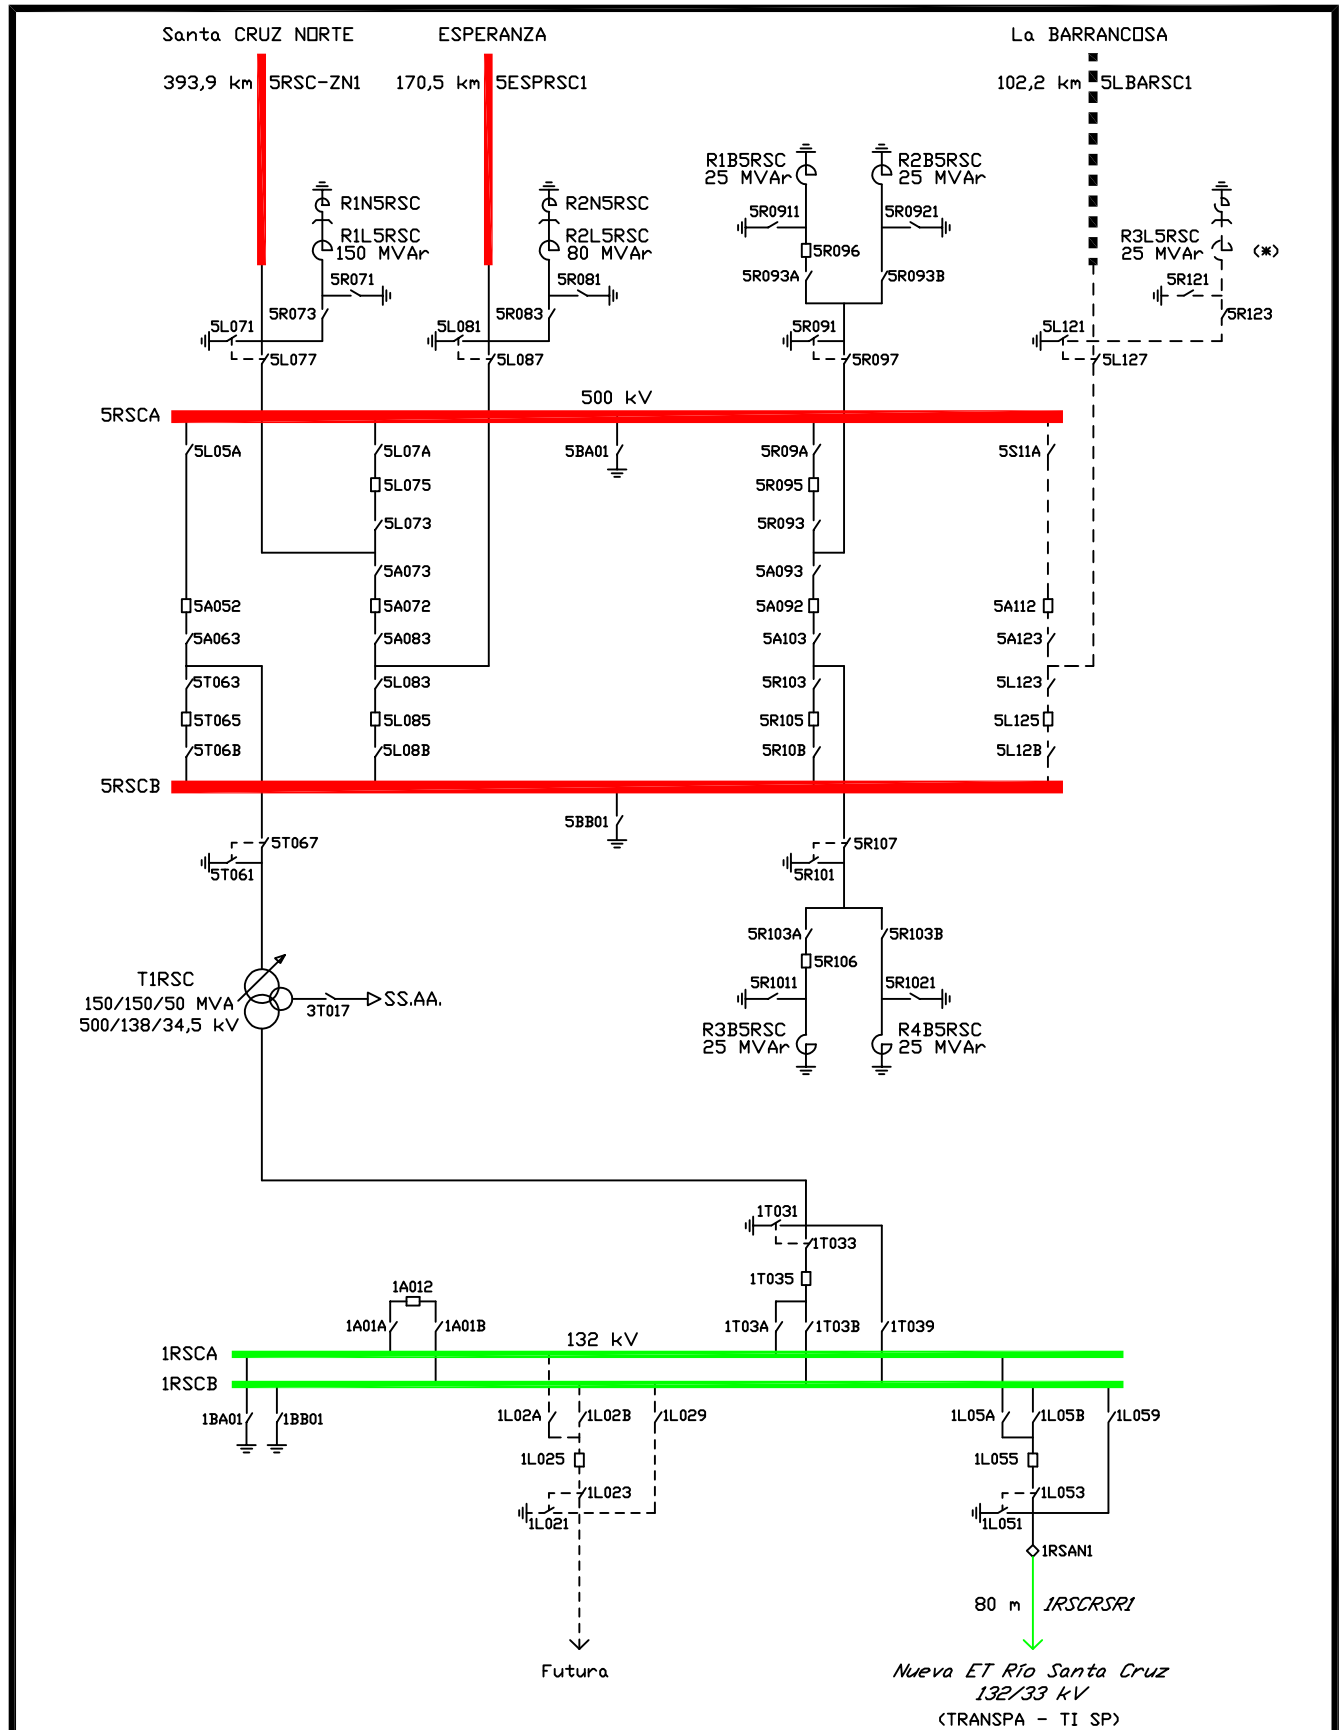 Santa CRUZ NORTE
ESPERANZA
La BARRANCOSA
393,9 km
5RSC-ZN1
170,5 km
5ESPRSC1
102,2 km
5LBARSC1
R1B5RSC
25 MVAr
R2B5RSC
25 MVAr
R1N5RSC
R2N5RSC
5R0911
5R0921
R1L5RSC
150 MVAr
R2L5RSC
80 MVAr
R3L5RSC
25 MVAr
(*)
5R096
5R071
5R081
5R093A
5R093B
5R121
5R073
5R083
5R123
5L071
5L081
5R091
5L121
5L077
5L087
5R097
5L127
500 kV
5RSCA
5L05A
5L07A
5BA01
5R09A
5S11A
5L075
5R095
5L073
5R093
5A073
5A093
5A052
5A072
5A092
5A112
5A063
5A083
5A103
5A123
5T063
5L083
5R103
5L123
5T065
5L085
5R105
5L125
5T06B
5L08B
5R10B
5L12B
5RSCB
5BB01
5T067
5R107
5T061
5R101
5R103A
5R103B
5R106
T1RSC
150/150/50 MVA
500/138/34,5 kV
3T017
SS.AA.
5R1011
5R1021
R3B5RSC
25 MVAr
R4B5RSC
25 MVAr
1T031
1T033
1T035
1A012
1A01A
1A01B
1T03A
1T03B
1T039
132 kV
1RSCA
1RSCB
1BA01
1BB01
1L02A
1L02B
1L029
1L05A
1L05B
1L059
1L025
1L055
1L023
1L053
1L021
1L051
1RSAN1
80 m
1RSCRSR1
Futura
Nueva ET Río Santa Cruz
132/33 kV
(TRANSPA - TI SP)